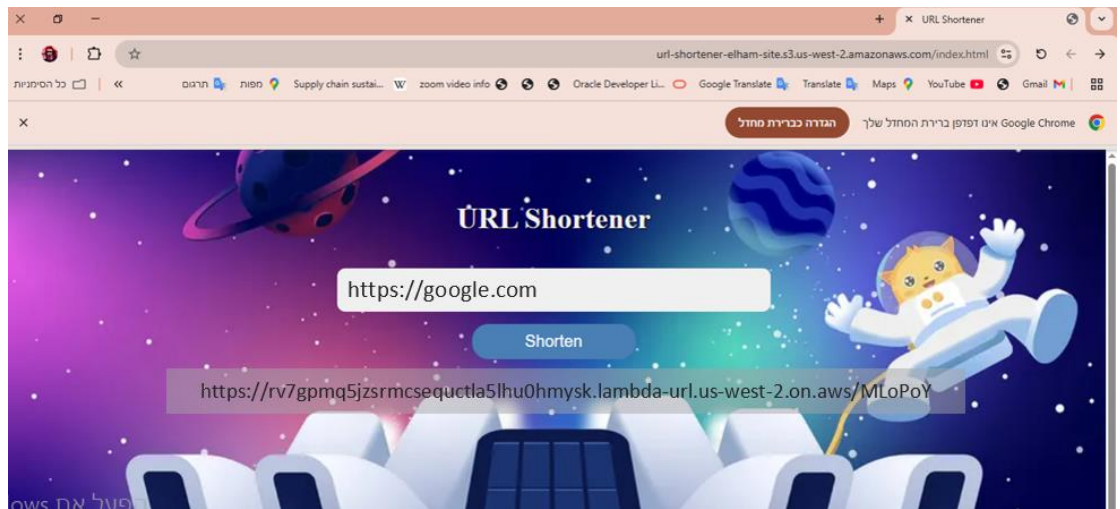 URL Shortener
url-shortener-elham-site.s3.us-west-2.amazonaws.com/index.html
Gmail YouTube Maps Translate Google Translate Oracle Developer Li... zoom video info Supply chain sustai... מפות תרגום » כל הסימניות
Google Chrome אינו דפדפן ברירת המחדל שלך הגדרה כברירת מחדל
URL Shortener
https://google.com
Shorten
https://rv7gpmq5jzsrmcsequctla5lhu0hmysk.lambda-url.us-west-2.on.aws/MLoPoY